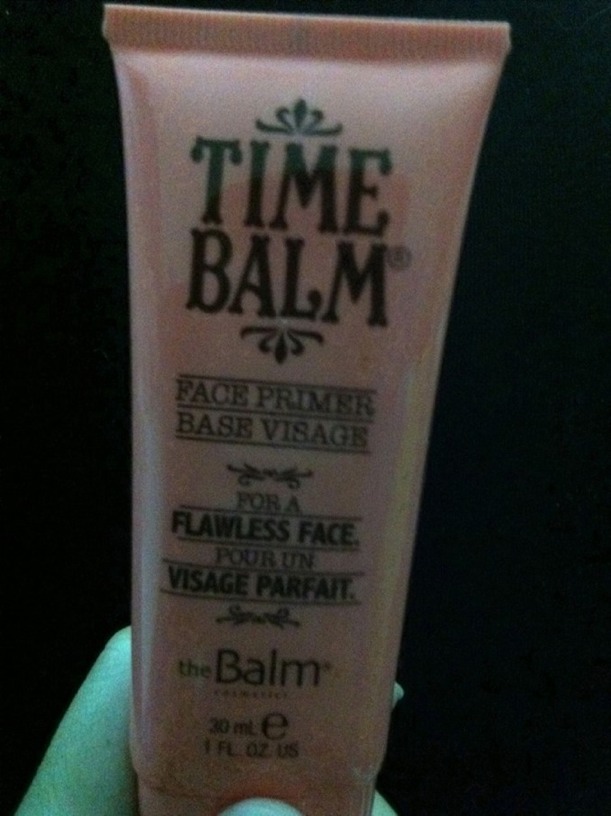 TIME
BALM®
FACE PRIMER
BASE VISAGE
FOR A
FLAWLESS FACE.
POUR UN
VISAGE PARFAIT.
theBalm®
cosmetics
30 mL ℮
1 FL. OZ. US